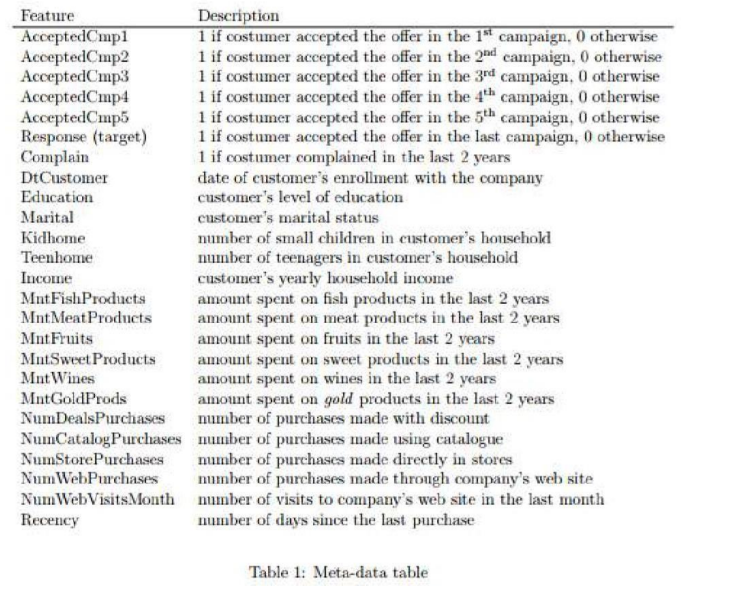 Feature Description
AcceptedCmp1 1 if costumer accepted the offer in the 1st campaign, 0 otherwise
AcceptedCmp2 1 if costumer accepted the offer in the 2nd campaign, 0 otherwise
AcceptedCmp3 1 if costumer accepted the offer in the 3rd campaign, 0 otherwise
AcceptedCmp4 1 if costumer accepted the offer in the 4th campaign, 0 otherwise
AcceptedCmp5 1 if costumer accepted the offer in the 5th campaign, 0 otherwise
Response (target) 1 if costumer accepted the offer in the last campaign, 0 otherwise
Complain 1 if costumer complained in the last 2 years
DtCustomer date of customer's enrollment with the company
Education customer's level of education
Marital customer's marital status
Kidhome number of small children in customer's household
Teenhome number of teenagers in customer's household
Income customer's yearly household income
MntFishProducts amount spent on fish products in the last 2 years
MntMeatProducts amount spent on meat products in the last 2 years
MntFruits amount spent on fruits in the last 2 years
MntSweetProducts amount spent on sweet products in the last 2 years
MntWines amount spent on wines in the last 2 years
MntGoldProds amount spent on gold products in the last 2 years
NumDealsPurchases number of purchases made with discount
NumCatalogPurchases number of purchases made using catalogue
NumStorePurchases number of purchases made directly in stores
NumWebPurchases number of purchases made through company's web site
NumWebVisitsMonth number of visits to company's web site in the last month
Recency number of days since the last purchase
Table 1: Meta-data table